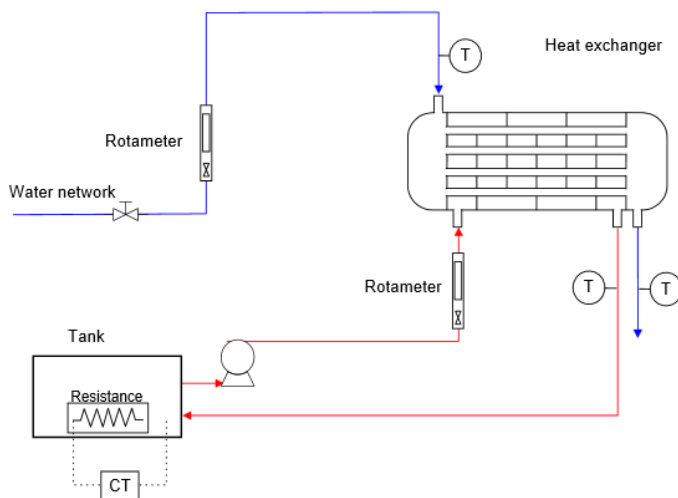 T
Heat exchanger
Rotameter
Water network
Rotameter
T
T
Tank
Resistance
CT